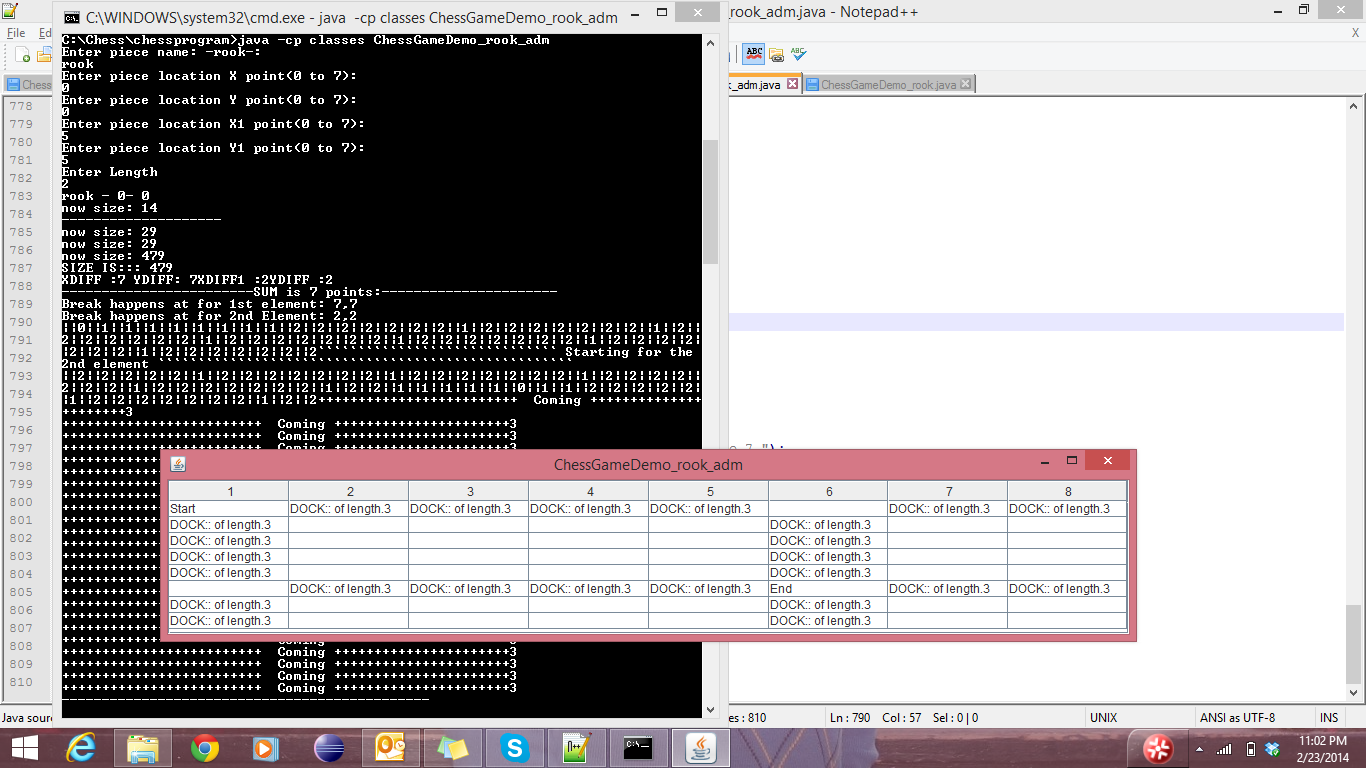 C:\WINDOWS\system32\cmd.exe - java -cp classes ChessGameDemo_rook_adm
rook_adm.java - Notepad++
File Ed
X
Chess
k_adm.java
ChessGameDemo_rook.java
778
779
780
781
782
783
784
785
786
787
788
789
790
791
792
793
794
795
796
797
798
799
800
801
802
803
804
805
806
807
808
809
810
C:\Chess\chessprogram>java -cp classes ChessGameDemo_rook_adm
Enter piece name: -rook-:
rook
Enter piece location X point(0 to 7):
0
Enter piece location Y point(0 to 7):
0
Enter piece location X1 point(0 to 7):
5
Enter piece location Y1 point(0 to 7):
5
Enter Length
2
rook - 0- 0
now size: 14
--------------------
now size: 29
now size: 29
now size: 479
SIZE IS::: 479
XDIFF :7 YDIFF: 7XDIFF1 :2YDIFF :2
------------------------SUM is 7 points:----------------------
Break happens at for 1st element: 7,7
Break happens at for 2nd Element: 2,2
Starting for the
2nd element
Coming
++++++++3
+++++++++++++++++++++++++ Coming ++++++++++++++++++++++3
+++++++++++++++++++++++++ Coming ++++++++++++++++++++++3
ChessGameDemo_rook_adm
1 2 3 4 5 6 7 8
Start DOCK:: of length.3 DOCK:: of length.3 DOCK:: of length.3 DOCK:: of length.3 DOCK:: of length.3 DOCK:: of length.3
DOCK:: of length.3 DOCK:: of length.3
DOCK:: of length.3 DOCK:: of length.3
DOCK:: of length.3 DOCK:: of length.3
DOCK:: of length.3 DOCK:: of length.3
DOCK:: of length.3 DOCK:: of length.3 DOCK:: of length.3 DOCK:: of length.3 End DOCK:: of length.3 DOCK:: of length.3
DOCK:: of length.3 DOCK:: of length.3
DOCK:: of length.3 DOCK:: of length.3
+++++++++++++++++++++++++ Coming ++++++++++++++++++++++3
+++++++++++++++++++++++++ Coming ++++++++++++++++++++++3
+++++++++++++++++++++++++ Coming ++++++++++++++++++++++3
+++++++++++++++++++++++++ Coming ++++++++++++++++++++++3
+++++++++++++++++++++++++ Coming ++++++++++++++++++++++3
----------------------------------------------
Java sour
es : 810
Ln : 790 Col : 57 Sel : 0 | 0
UNIX
ANSI as UTF-8
INS
11:02 PM
2/23/2014